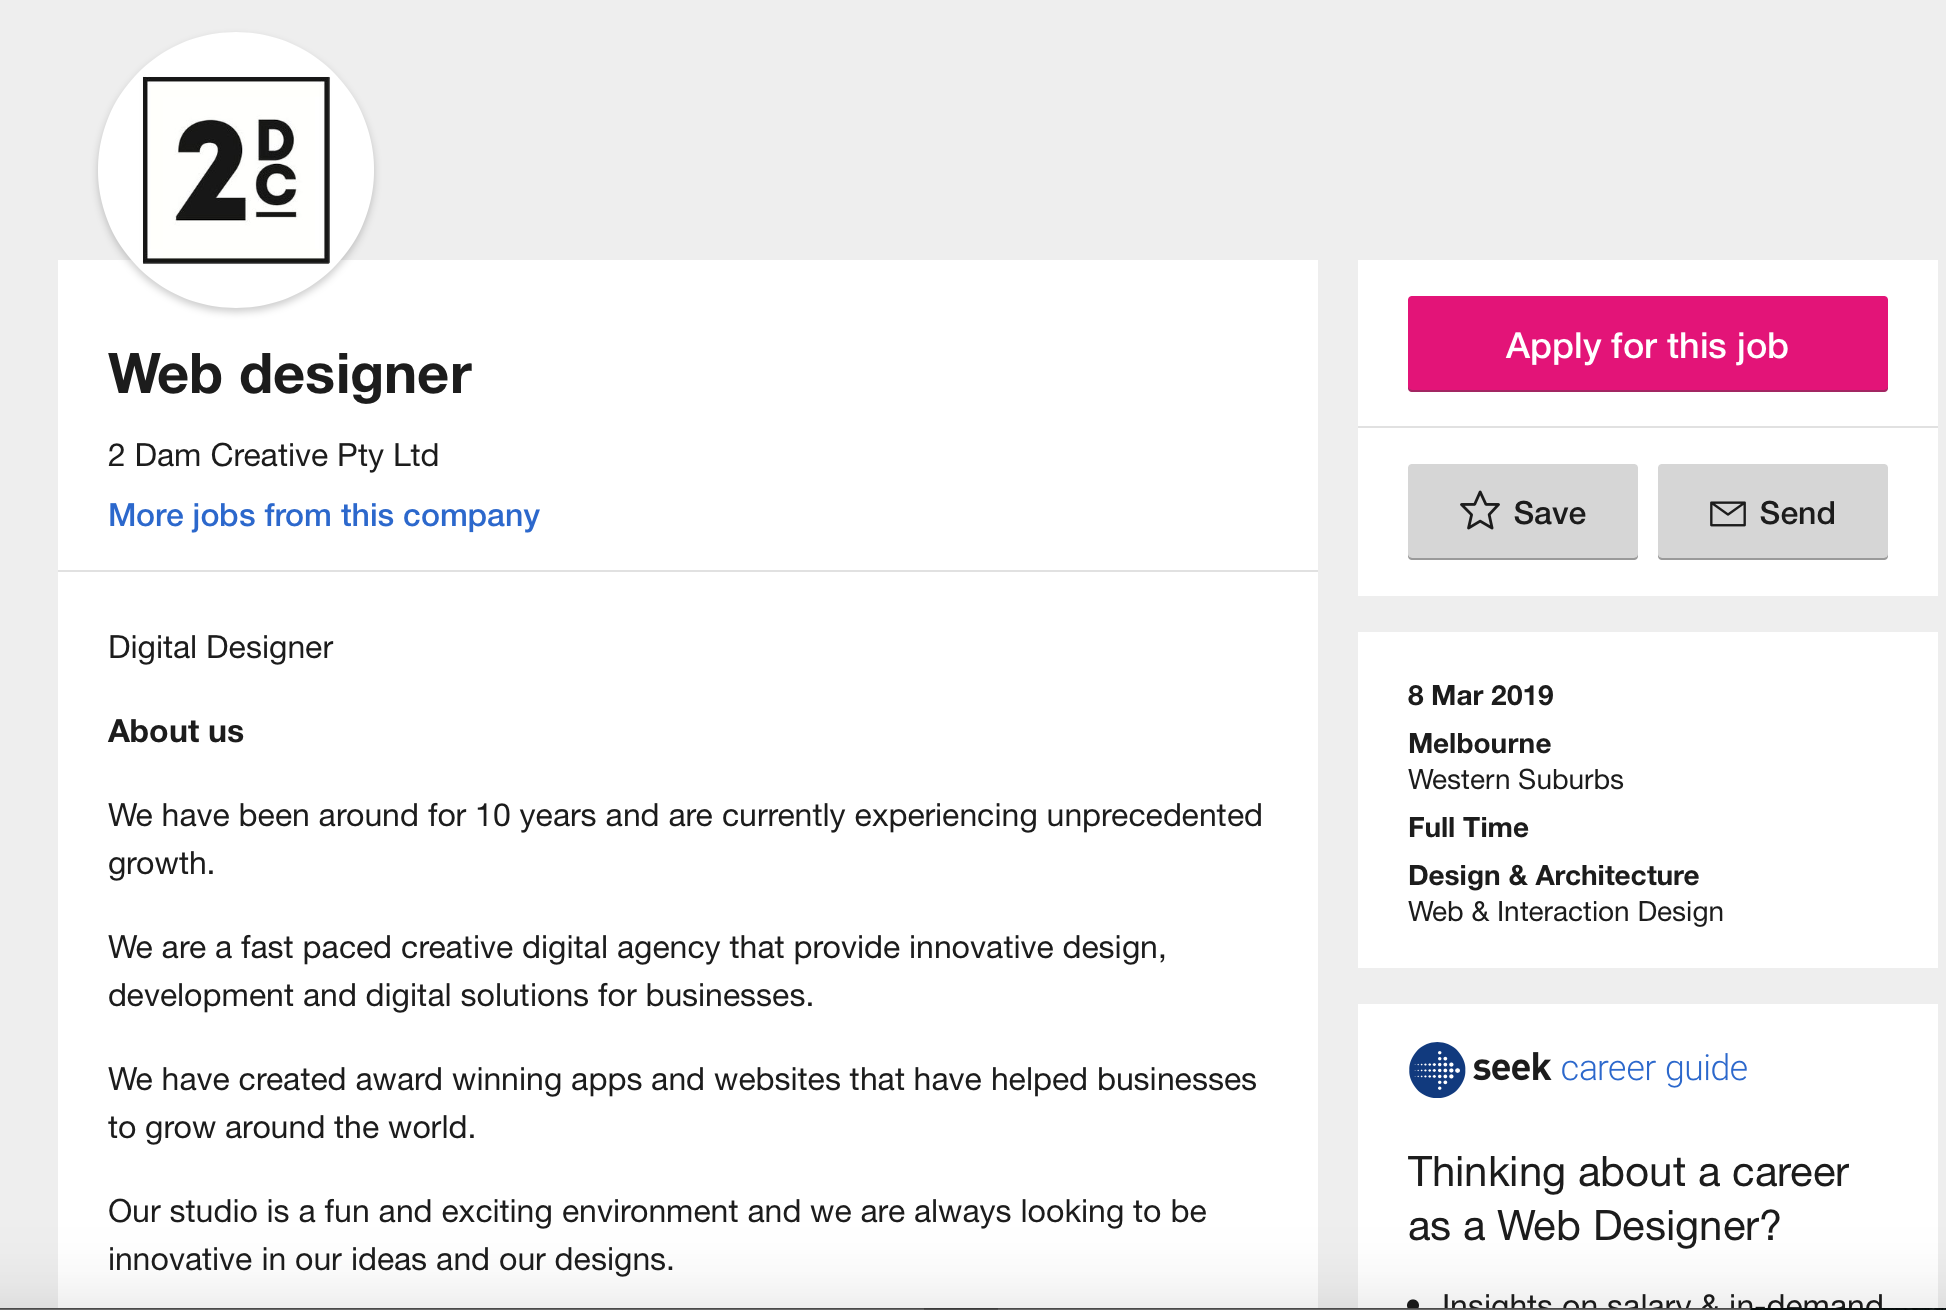 2 D
C
Web designer
2 Dam Creative Pty Ltd
More jobs from this company
Digital Designer
About us
We have been around for 10 years and are currently experiencing unprecedented
growth.
We are a fast paced creative digital agency that provide innovative design,
development and digital solutions for businesses.
We have created award winning apps and websites that have helped businesses
to grow around the world.
Our studio is a fun and exciting environment and we are always looking to be
innovative in our ideas and our designs.
Apply for this job
Save
Send
8 Mar 2019
Melbourne
Western Suburbs
Full Time
Design & Architecture
Web & Interaction Design
seek career guide
Thinking about a career
as a Web Designer?
• Insights on salary & in-demand